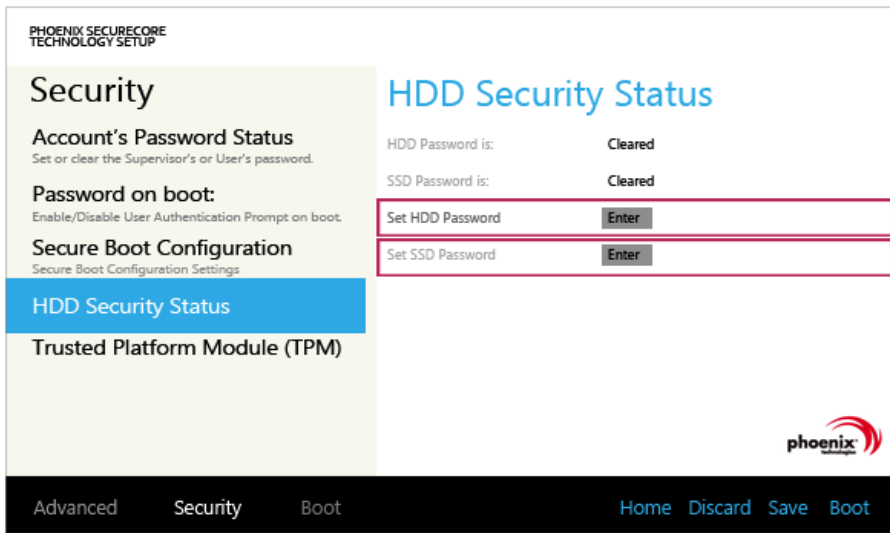 PHOENIX SECURECORE
TECHNOLOGY SETUP
Security
Account's Password Status
Set or clear the Supervisor's or User's password.
Password on boot:
Enable/Disable User Authentication Prompt on boot.
Secure Boot Configuration
Secure Boot Configuration Settings
HDD Security Status
Trusted Platform Module (TPM)
HDD Security Status
HDD Password is: Cleared
SSD Password is: Cleared
Set HDD Password Enter
Set SSD Password Enter
phoenix
technologies
Advanced Security Boot Home Discard Save Boot